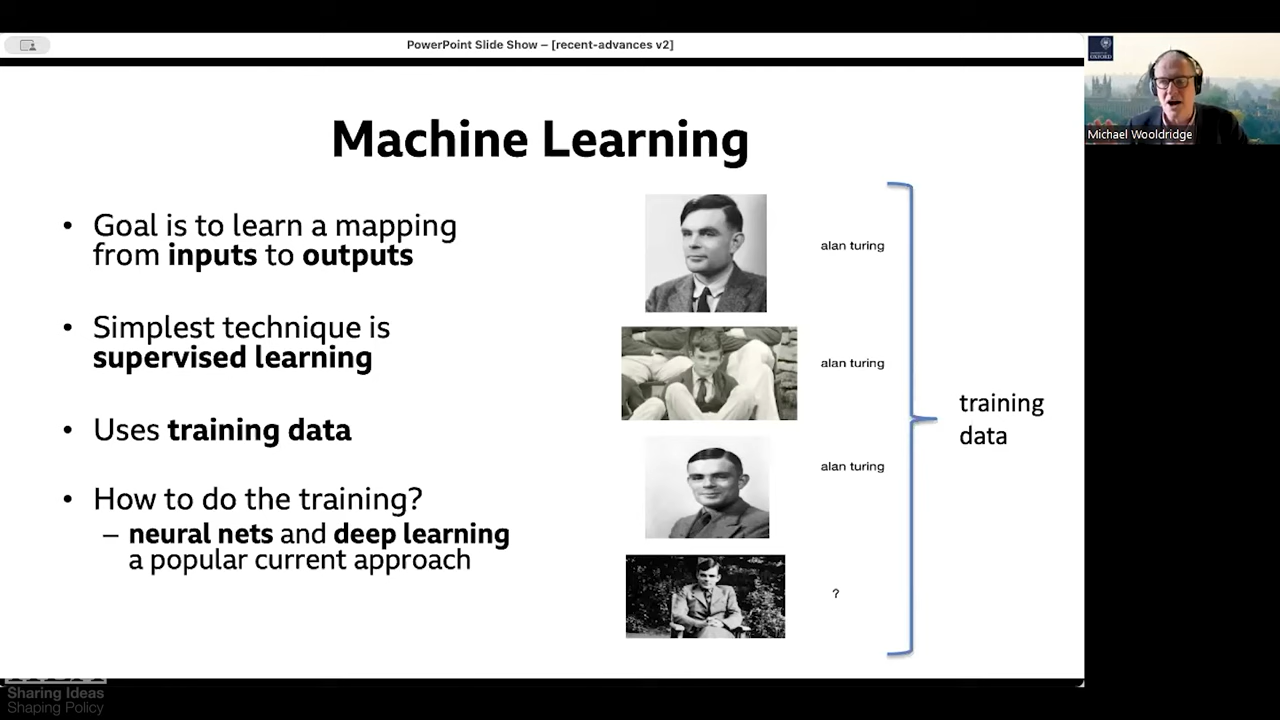 PowerPoint Slide Show – [recent-advances v2]
Machine Learning
• Goal is to learn a mapping
from inputs to outputs
• Simplest technique is
supervised learning
• Uses training data
• How to do the training?
– neural nets and deep learning
a popular current approach
alan turing
alan turing
alan turing
?
training
data
OXFORD
Michael Wooldridge
Sharing Ideas
Shaping Policy